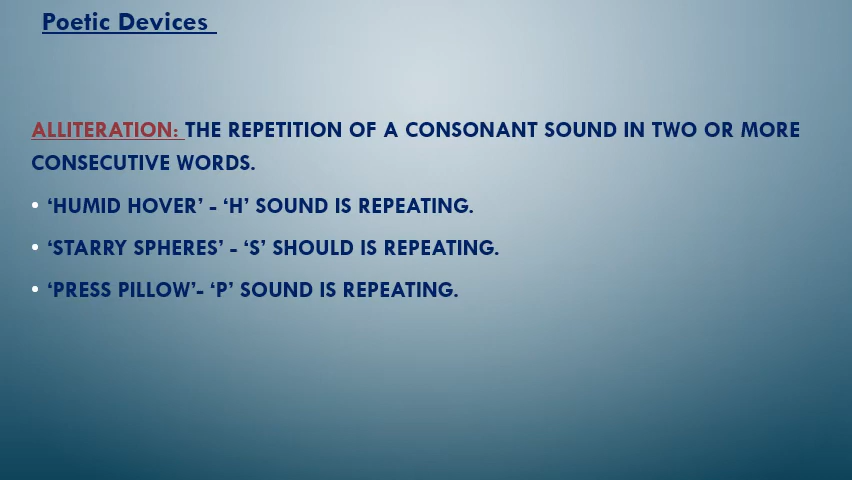 Poetic Devices
ALLITERATION: THE REPETITION OF A CONSONANT SOUND IN TWO OR MORE
CONSECUTIVE WORDS.
• ‘HUMID HOVER’ - ‘H’ SOUND IS REPEATING.
• ‘STARRY SPHERES’ - ‘S’ SHOULD IS REPEATING.
• ‘PRESS PILLOW’- ‘P’ SOUND IS REPEATING.